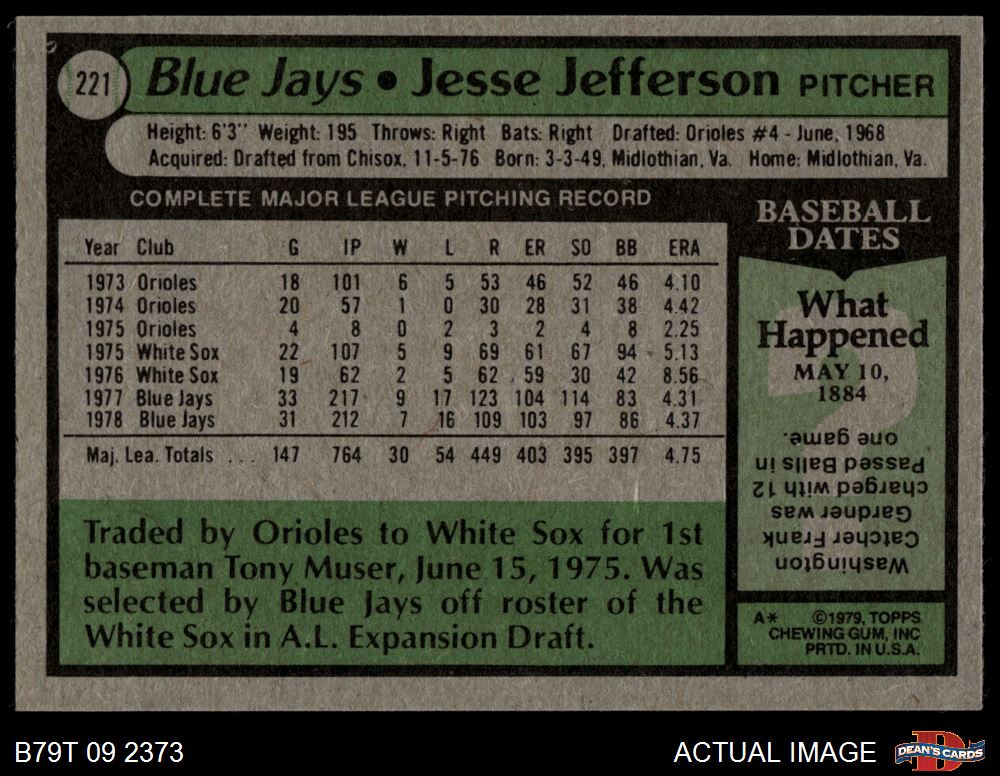 221 Blue Jays • Jesse Jefferson PITCHER
Height: 6'3'' Weight: 195 Throws: Right Bats: Right Drafted: Orioles #4 - June, 1968
Acquired: Drafted from Chisox, 11-5-76 Born: 3-3-49, Midlothian, Va. Home: Midlothian, Va.
COMPLETE MAJOR LEAGUE PITCHING RECORD
Year Club G IP W L R ER SO BB ERA
1973 Orioles 18 101 6 5 53 46 52 46 4.10
1974 Orioles 20 57 1 0 30 28 31 38 4.42
1975 Orioles 4 8 0 2 3 2 4 8 2.25
1975 White Sox 22 107 5 9 69 61 67 94 5.13
1976 White Sox 19 62 2 5 62 59 30 42 8.56
1977 Blue Jays 33 217 9 17 123 104 114 83 4.31
1978 Blue Jays 31 212 7 16 109 103 97 86 4.37
Maj. Lea. Totals ... 147 764 30 54 449 403 395 397 4.75
Traded by Orioles to White Sox for 1st
baseman Tony Muser, June 15, 1975. Was
selected by Blue Jays off roster of the
White Sox in A.L. Expansion Draft.
BASEBALL
DATES
What
Happened
MAY 10,
1884
Washington
Catcher Frank
Gardner was
charged with 12
Passed Balls in
one game.
A* ©1979, TOPPS
CHEWING GUM, INC
PRTD. IN U.S.A.
B79T 09 2373
ACTUAL IMAGE
DEAN'S CARDS